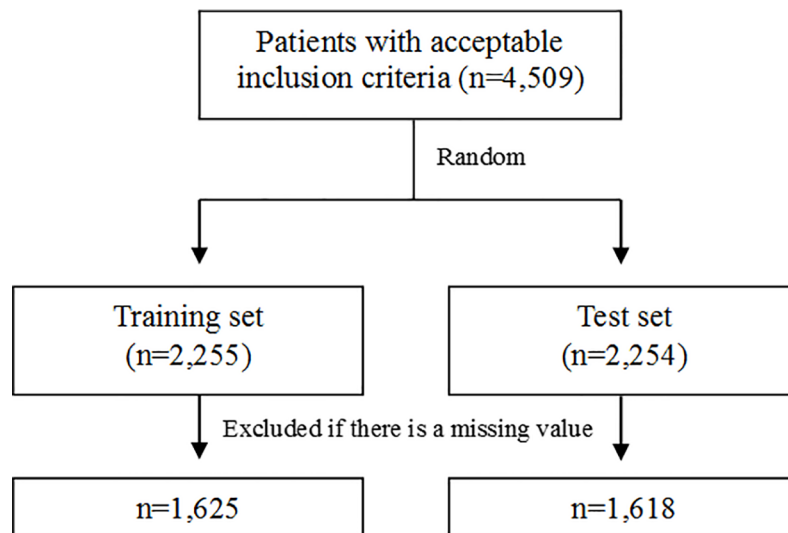 Patients with acceptable
inclusion criteria (n=4,509)
Random
Training set
(n=2,255)
Test set
(n=2,254)
Excluded if there is a missing value
n=1,625
n=1,618